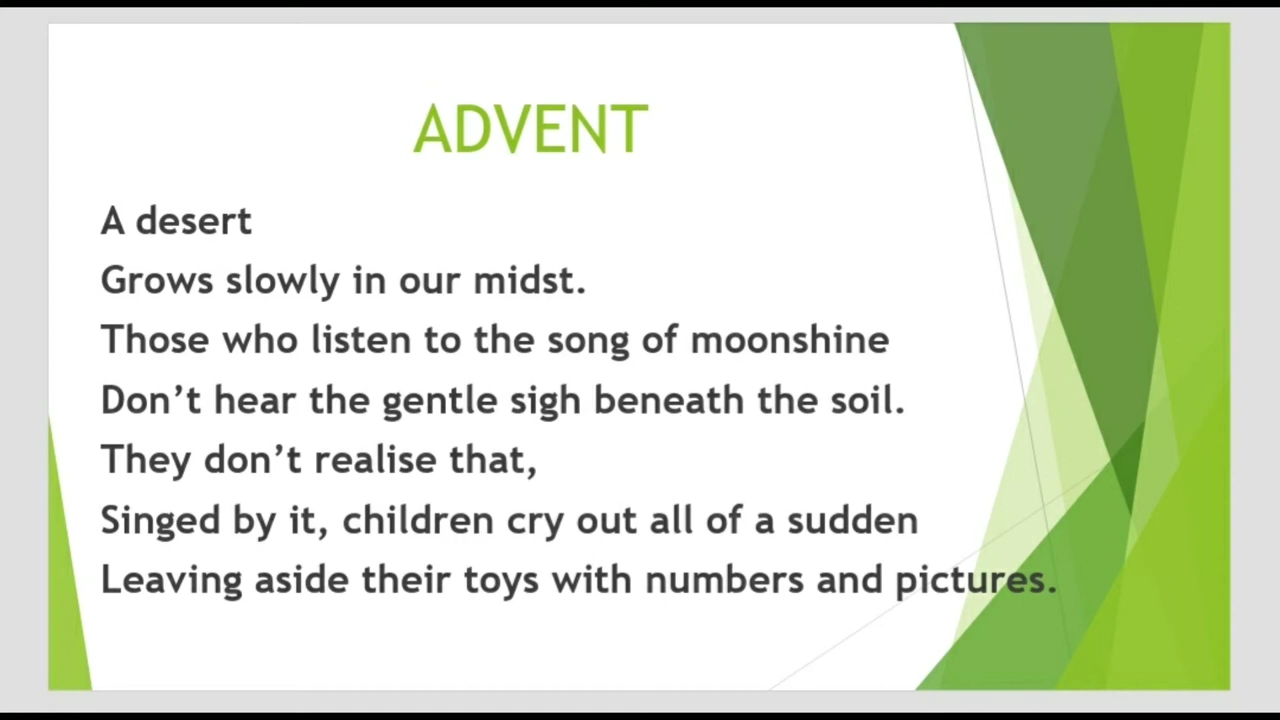 ADVENT
A desert
Grows slowly in our midst.
Those who listen to the song of moonshine
Don’t hear the gentle sigh beneath the soil.
They don’t realise that,
Singed by it, children cry out all of a sudden
Leaving aside their toys with numbers and pictures.